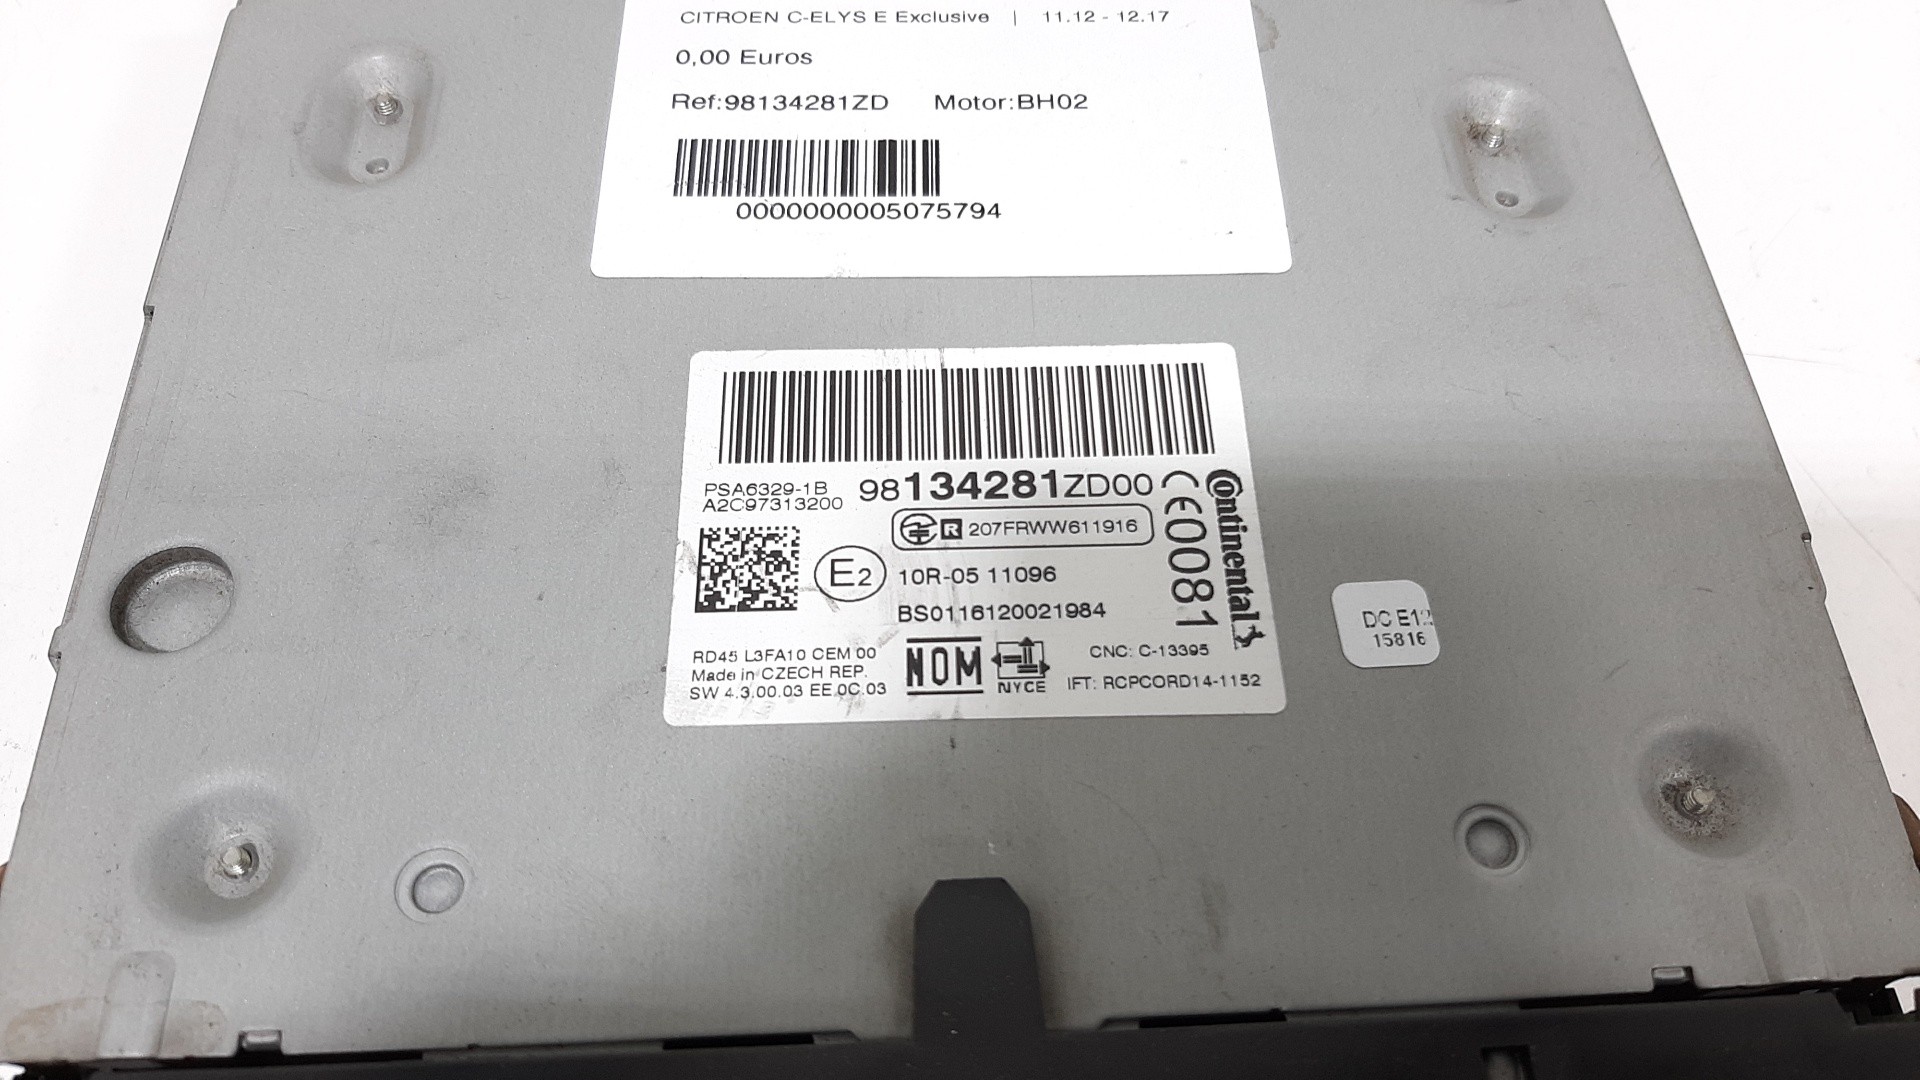 CITROEN C-ELYS E Exclusive | 11.12 - 12.17
0,00 Euros
Ref:98134281ZD Motor:BH02
0000000005075794
PSA6329-1B
A2C97313200
98134281ZD00
CE0081
Continental
R 207FRWW611916
E2
10R-05 11096
BS0116120021984
RD45 L3FA10 CEM 00
Made in CZECH REP.
SW 4.3.00.03 EE 0C.03
NOM
NYCE
CNC: C-13395
IFT: RCPCORD14-1152
DC E12
15816